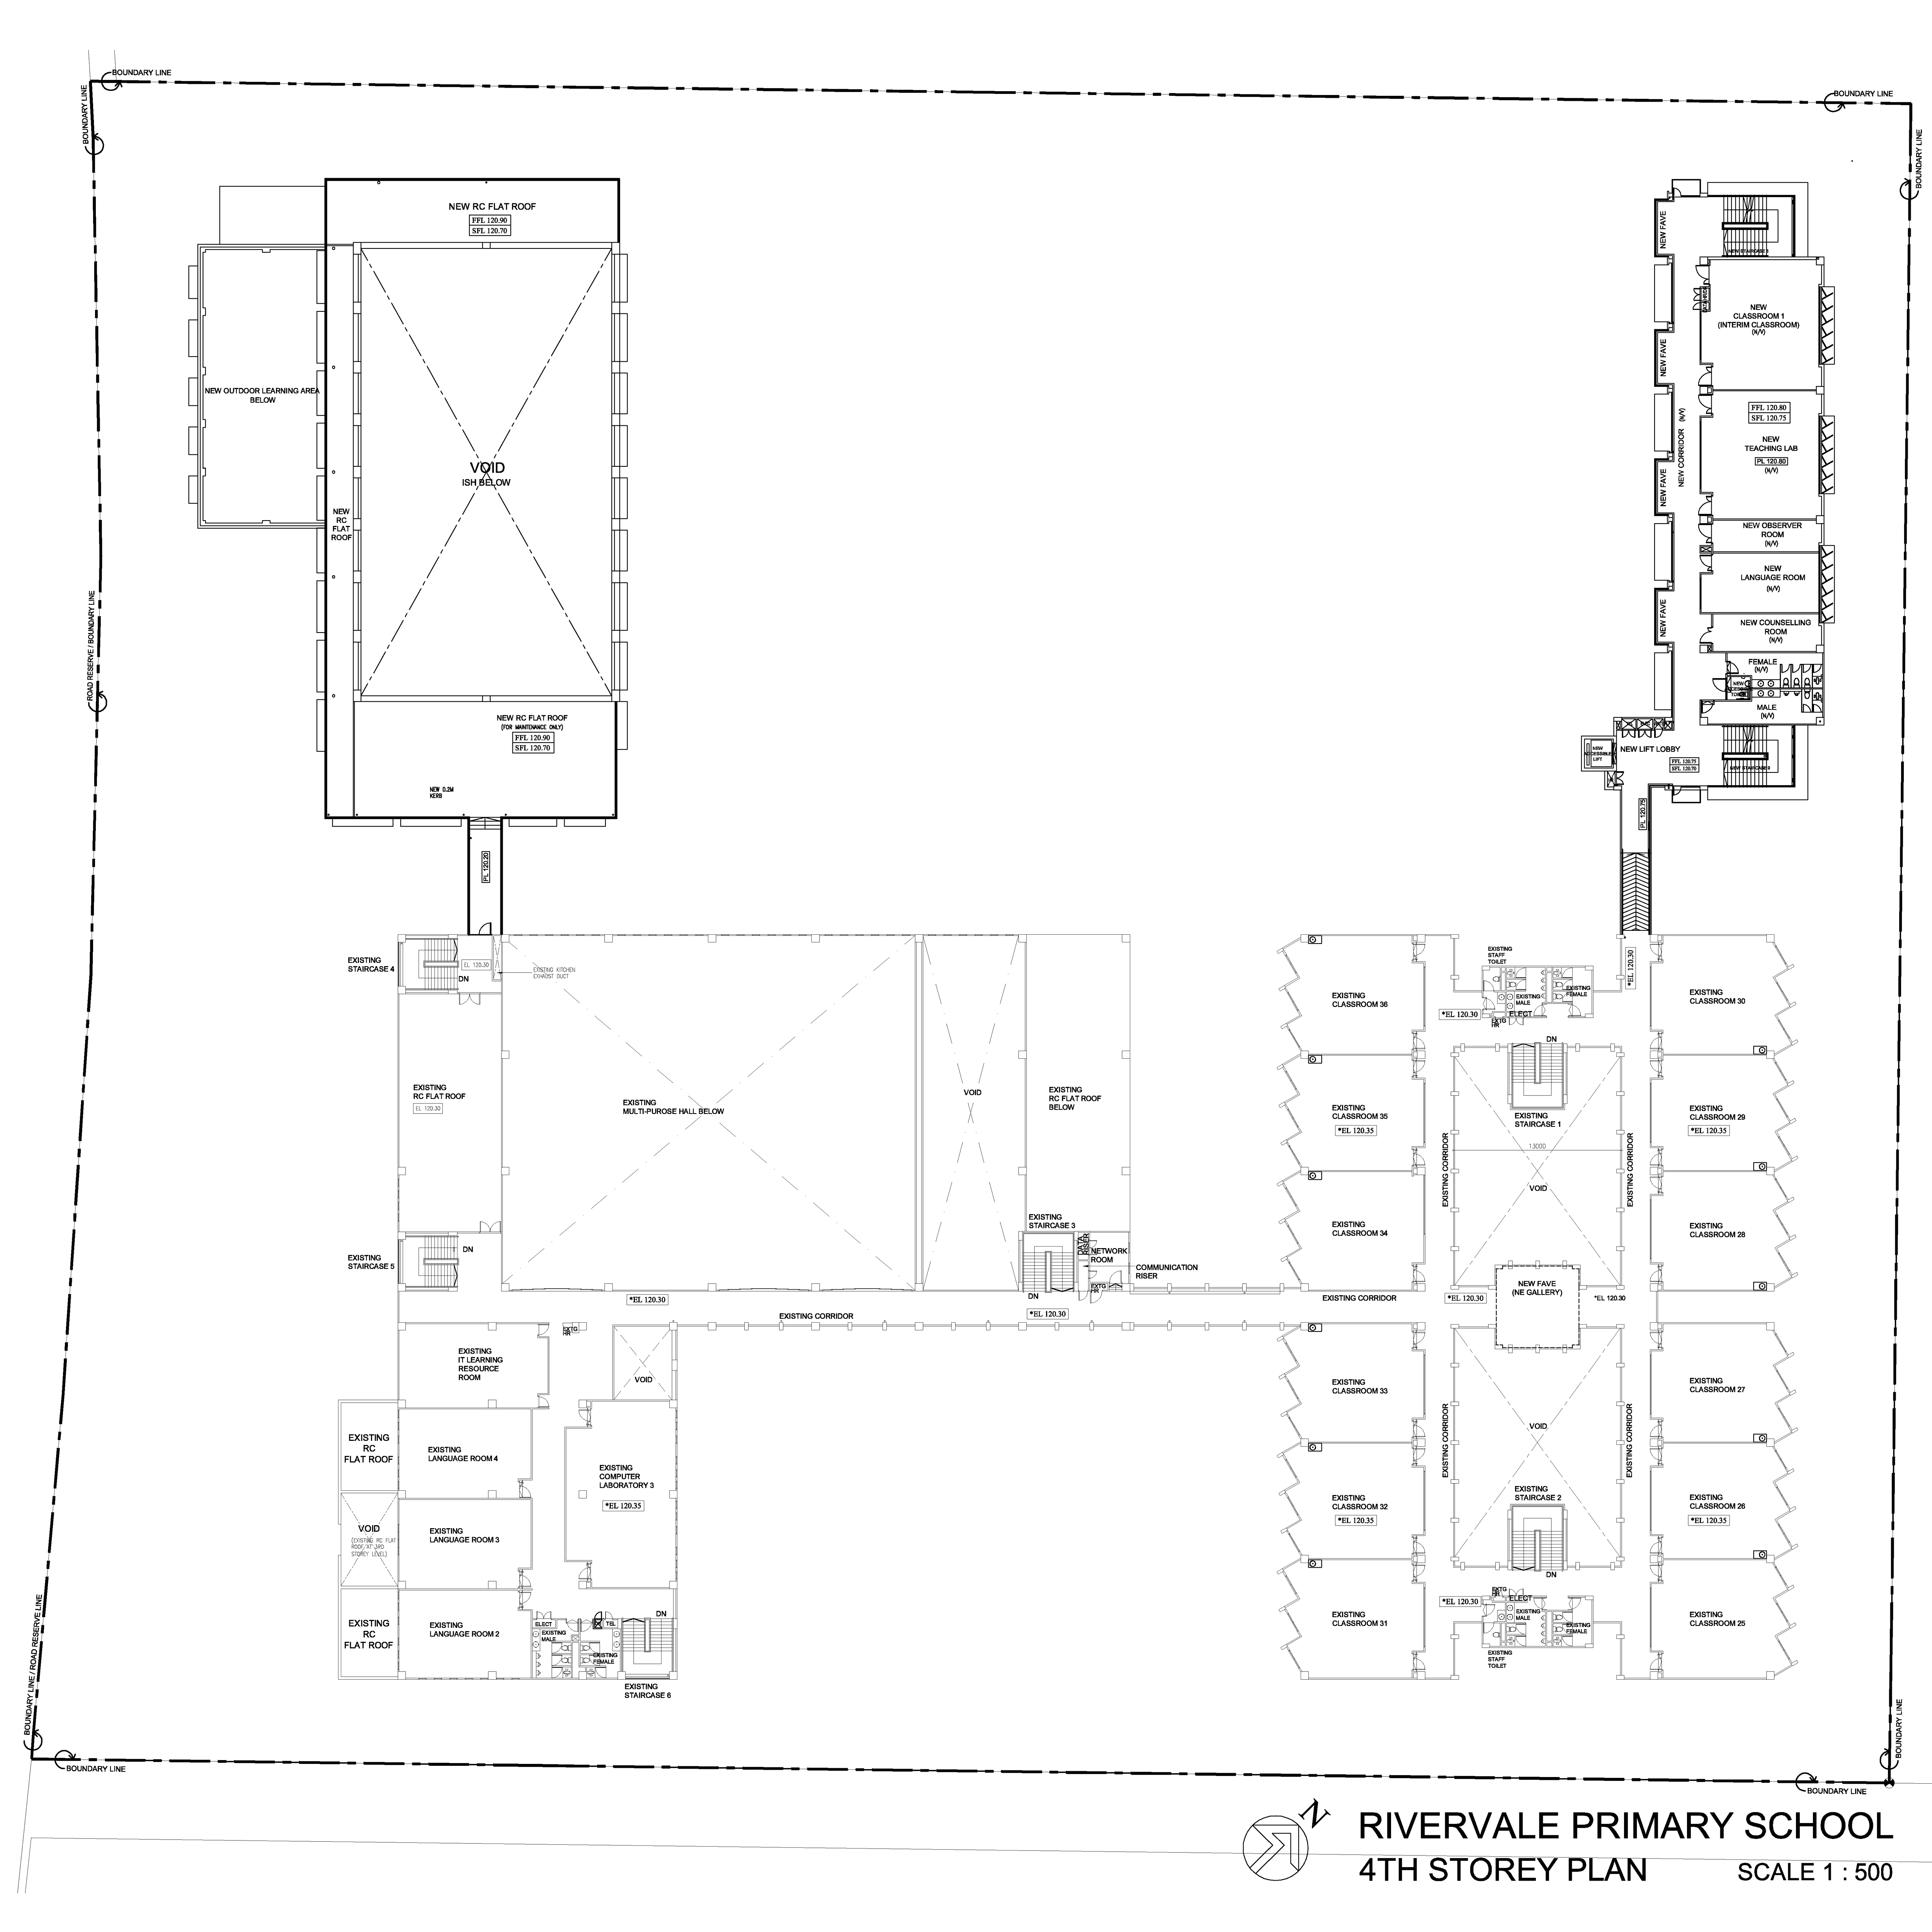 BOUNDARY LINE
BOUNDARY LINE
BOUNDARY LINE
BOUNDARY LINE
NEW RC FLAT ROOF
FFL 120.90
SFL 120.70
NEW OUTDOOR LEARNING AREA
BELOW
VOID
ISH BELOW
NEW
RC
FLAT
ROOF
NEW RC FLAT ROOF
(FOR MAINTENANCE ONLY)
FFL 120.90
SFL 120.70
NEW 0.2M
KERB
PL 120.20
ROAD RESERVE / BOUNDARY LINE
NEW FAVE
NEW FAVE
NEW FAVE
NEW FAVE
NEW CORRIDOR (N/V)
NEW
CLASSROOM 1
(INTERIM CLASSROOM)
(N/V)
FFL 120.80
SFL 120.75
NEW
TEACHING LAB
PL 120.80
(N/V)
NEW OBSERVER
ROOM
(N/V)
NEW
LANGUAGE ROOM
(N/V)
NEW COUNSELLING
ROOM
(N/V)
FEMALE
(N/V)
MALE
(N/V)
NEW
ACCESSIBLE
LIFT
NEW LIFT LOBBY
FFL 120.75
SFL 120.70
PL 120.75
EXISTING
STAIRCASE 4
DN
EL 120.30
EXISTING KITCHEN
EXHAUST DUCT
EXISTING
RC FLAT ROOF
EL 120.30
EXISTING
MULTI-PUROSE HALL BELOW
VOID
EXISTING
RC FLAT ROOF
BELOW
EXISTING
STAIRCASE 5
DN
EXISTING
STAIRCASE 3
DATA
RISER
NETWORK
ROOM
COMMUNICATION
RISER
EXTG
HR
DN
*EL 120.30
*EL 120.30
EXISTING CORRIDOR
EXISTING CORRIDOR
EXISTING
CLASSROOM 36
EXISTING
CLASSROOM 35
*EL 120.35
EXISTING
CLASSROOM 34
EXISTING
STAFF
TOILET
EXISTING
MALE
EXISTING
FEMALE
*EL 120.30
EXTG
HR
ELECT
*EL 120.30
DN
EXISTING
STAIRCASE 1
13000
VOID
EXISTING CORRIDOR
EXISTING CORRIDOR
EXISTING
CLASSROOM 30
EXISTING
CLASSROOM 29
*EL 120.35
EXISTING
CLASSROOM 28
NEW FAVE
(NE GALLERY)
*EL 120.30
*EL 120.30
EXISTING
IT LEARNING
RESOURCE
ROOM
EXTG
HR
VOID
EXISTING
RC
FLAT ROOF
EXISTING
LANGUAGE ROOM 4
EXISTING
COMPUTER
LABORATORY 3
*EL 120.35
VOID
(EXISTING RC FLAT
ROOF/AT 3RD
STOREY LEVEL)
EXISTING
LANGUAGE ROOM 3
EXISTING
RC
FLAT ROOF
EXISTING
LANGUAGE ROOM 2
ELECT
EXISTING
MALE
TEL
EXISTING
FEMALE
DN
EXISTING
STAIRCASE 6
EXISTING
CLASSROOM 33
EXISTING
CLASSROOM 32
*EL 120.35
EXISTING
CLASSROOM 31
EXISTING CORRIDOR
VOID
EXISTING CORRIDOR
EXISTING
STAIRCASE 2
DN
*EL 120.30
EXTG
HR
ELECT
EXISTING
MALE
EXISTING
FEMALE
EXISTING
STAFF
TOILET
EXISTING
CLASSROOM 27
EXISTING
CLASSROOM 26
*EL 120.35
EXISTING
CLASSROOM 25
BOUNDARY LINE / ROAD RESERVE LINE
BOUNDARY LINE
BOUNDARY LINE
BOUNDARY LINE
N
RIVERVALE PRIMARY SCHOOL
4TH STOREY PLAN
SCALE 1 : 500